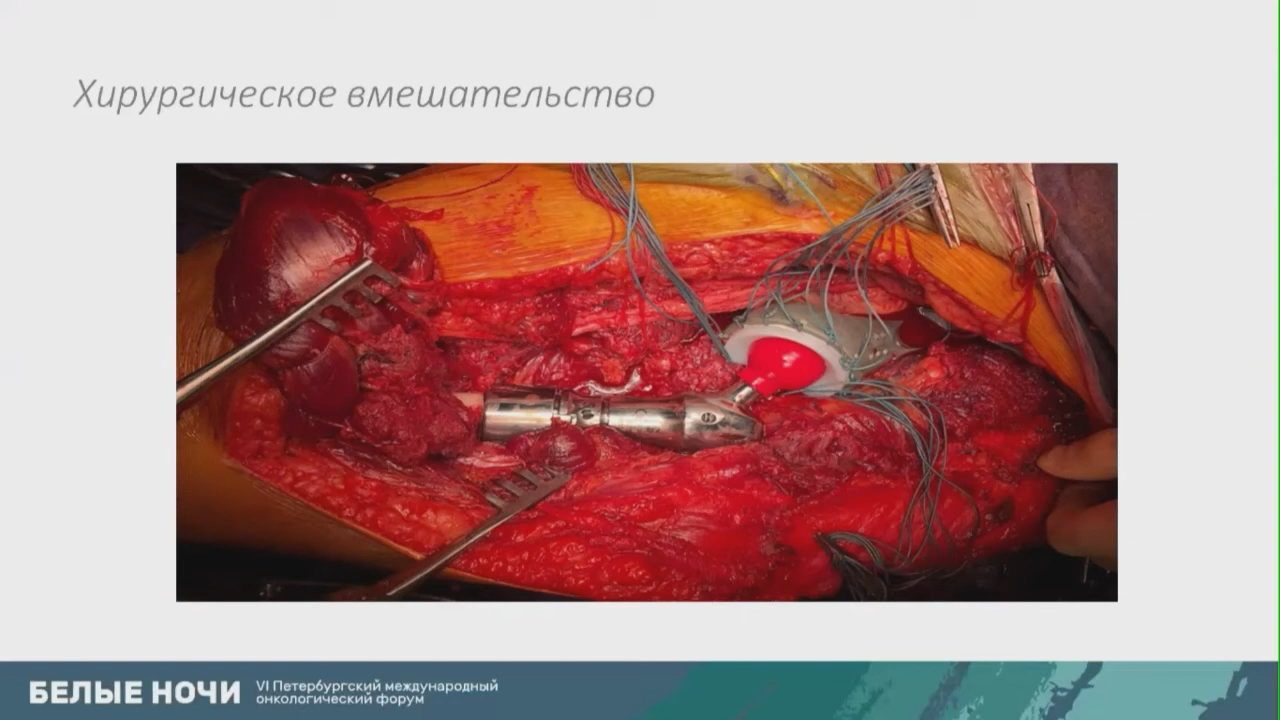 Хирургическое вмешательство
БЕЛЫЕ НОЧИ
VI Петербургский международный
онкологический форум